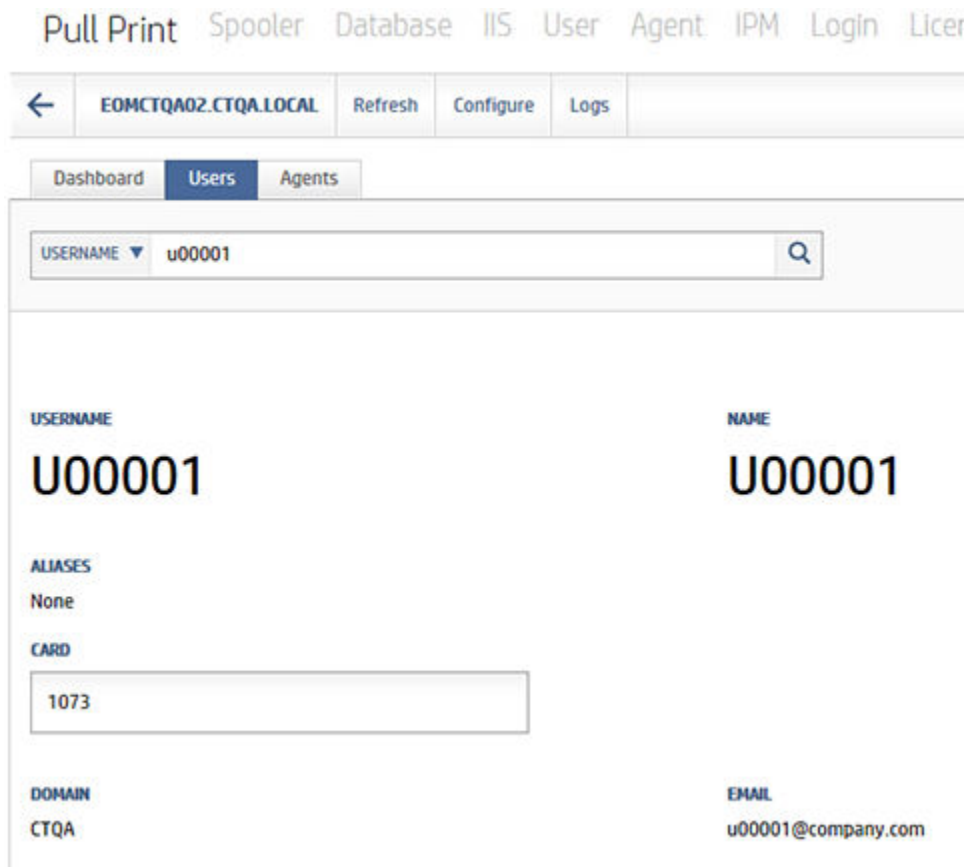 Pull Print Spooler Database IIS User Agent IPM Login
EOMCTQA02.CTQA.LOCAL Refresh Configure Logs
Dashboard Users Agents
USERNAME u00001
USERNAME NAME
U00001 U00001
ALIASES
None
CARD
1073
DOMAIN EMAIL
CTQA u00001@company.com